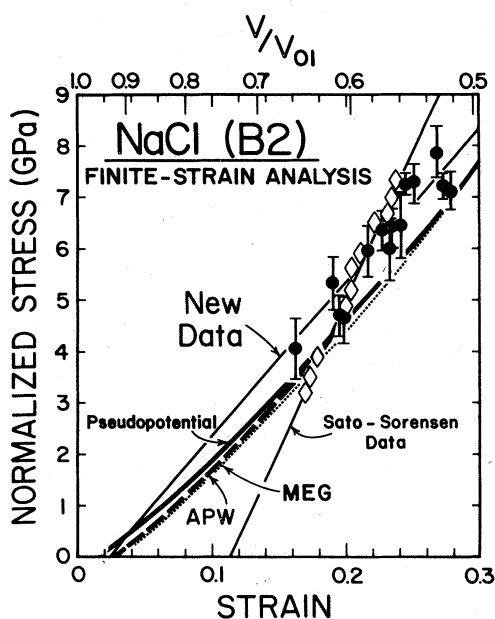 V/V01
1.0 0.9 0.8 0.7 0.6 0.5
NaCl (B2)
FINITE-STRAIN ANALYSIS
NORMALIZED STRESS (GPa)
9
8
7
6
5
4
3
2
1
0
New
Data
Pseudopotential
Sato-Sorensen
Data
MEG
APW
0 0.1 0.2 0.3
STRAIN